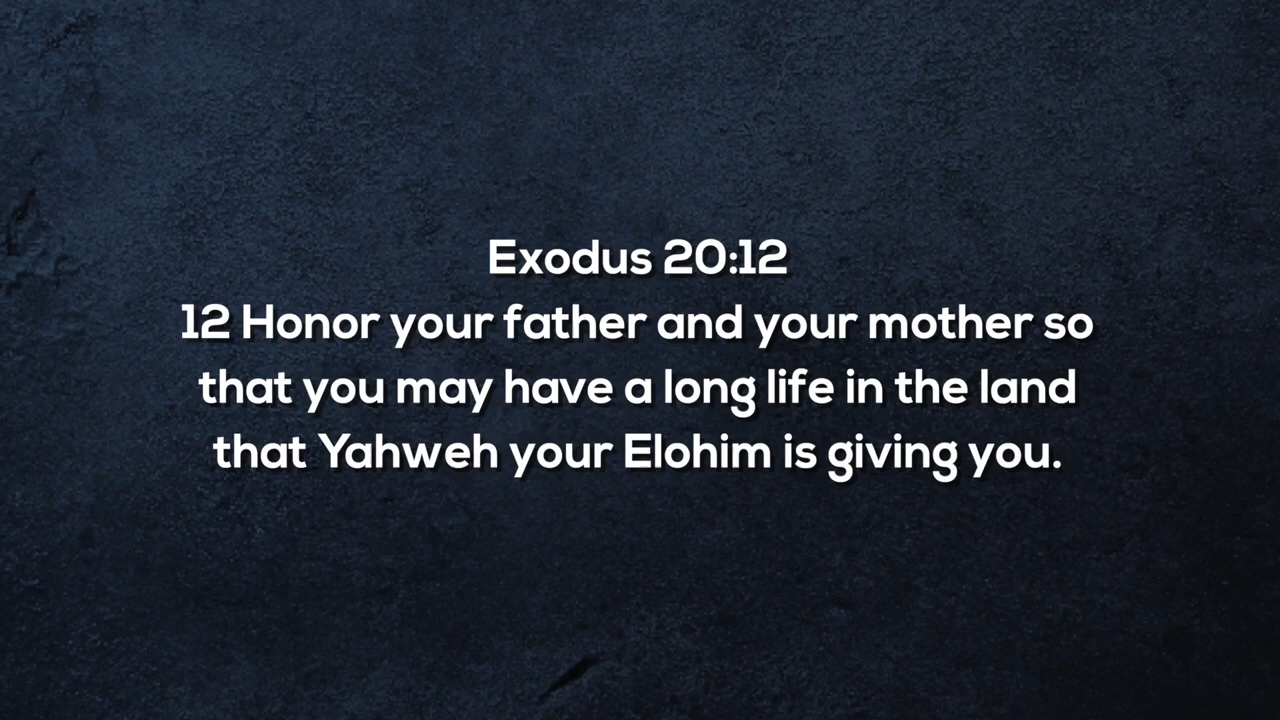 Exodus 20:12
12 Honor your father and your mother so
that you may have a long life in the land
that Yahweh your Elohim is giving you.